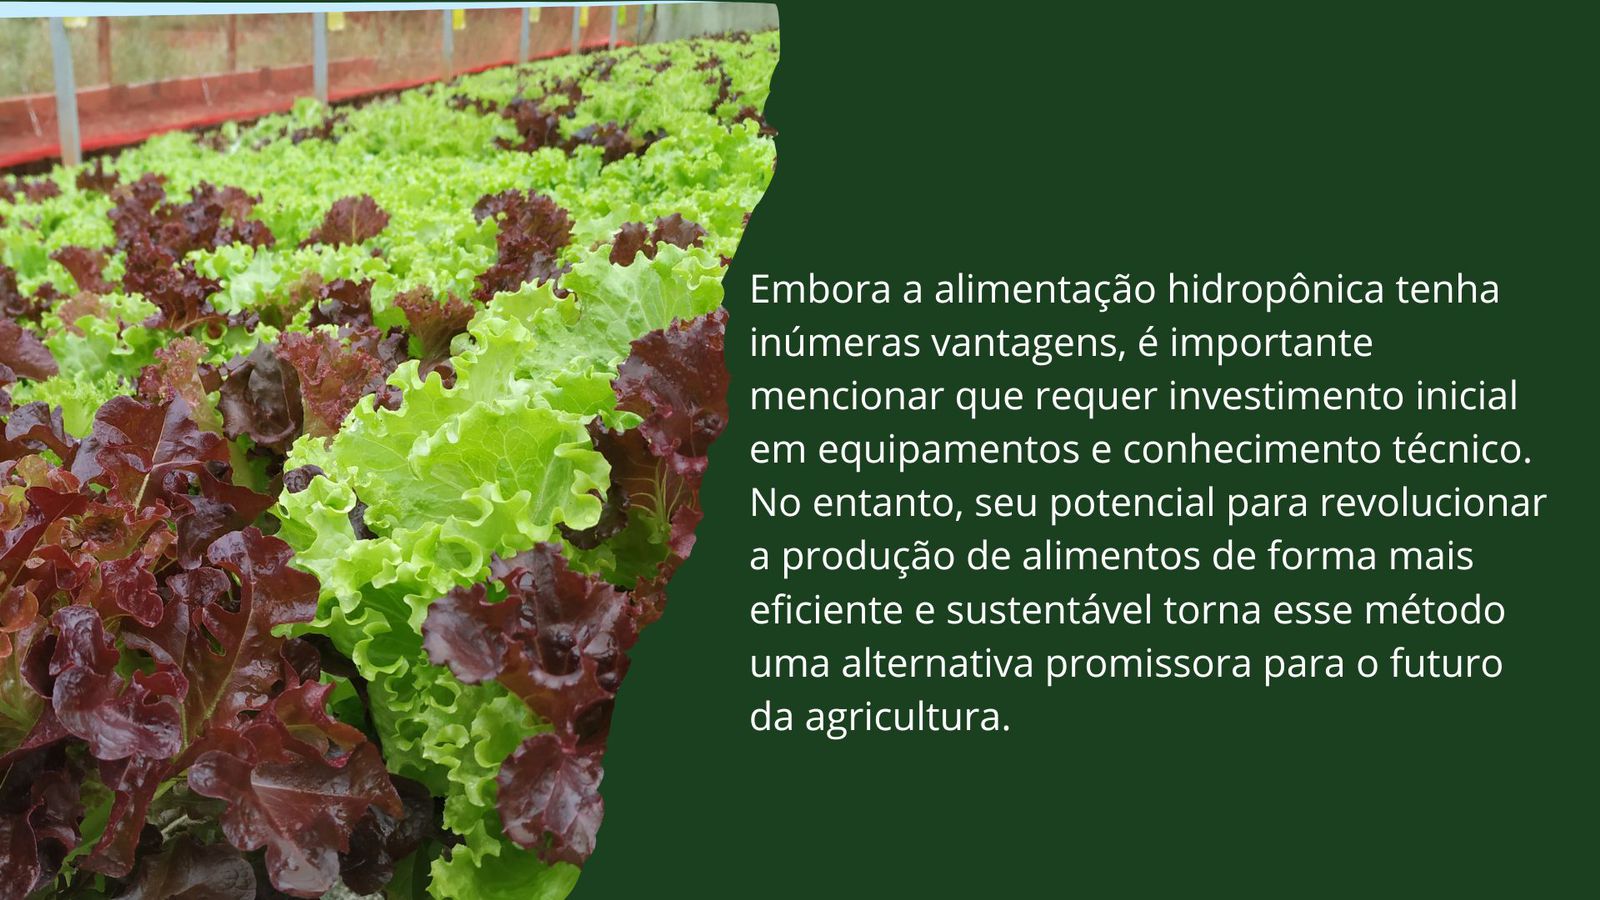 Embora a alimentação hidropônica tenha
inúmeras vantagens, é importante
mencionar que requer investimento inicial
em equipamentos e conhecimento técnico.
No entanto, seu potencial para revolucionar
a produção de alimentos de forma mais
eficiente e sustentável torna esse método
uma alternativa promissora para o futuro
da agricultura.